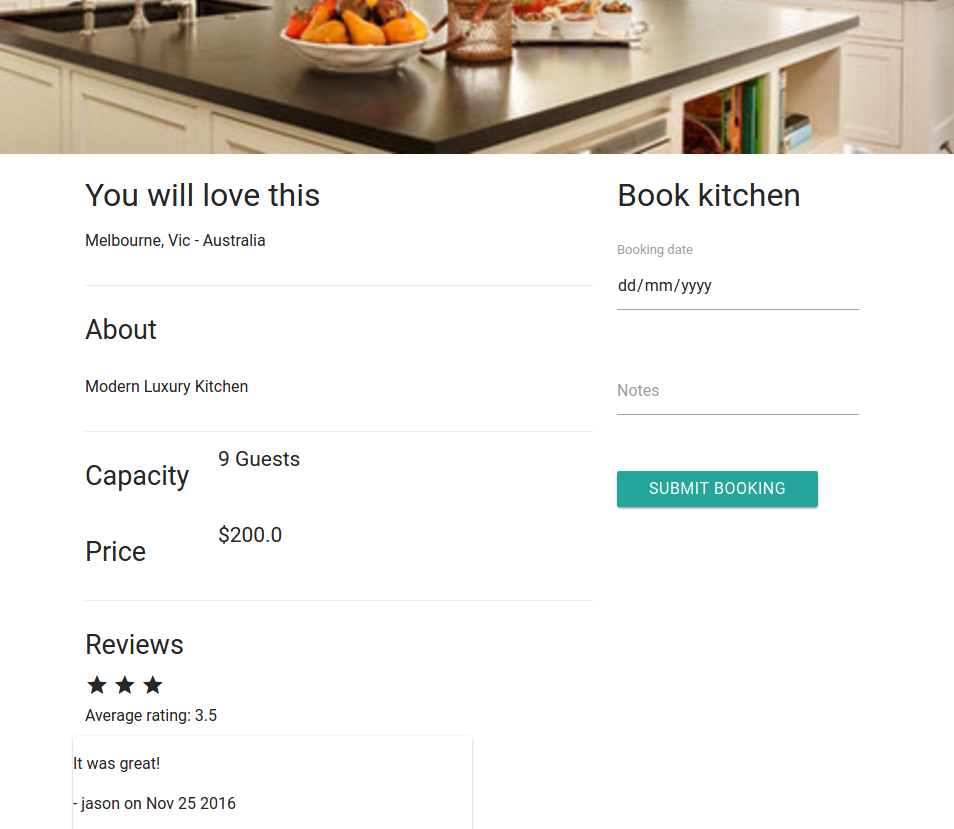 You will love this
Melbourne, Vic - Australia
About
Modern Luxury Kitchen
Capacity
9 Guests
Price
$200.0
Reviews
Average rating: 3.5
It was great!
- jason on Nov 25 2016
Book kitchen
Booking date
dd/mm/yyyy
Notes
SUBMIT BOOKING